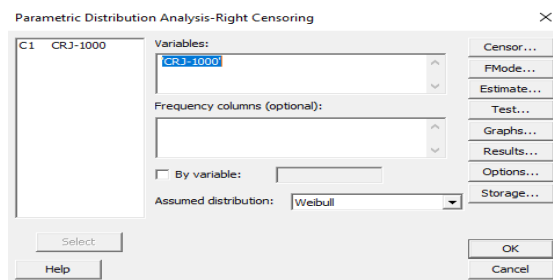 Parametric Distribution Analysis-Right Censoring
C1 CRJ-1000
Variables:
'CRJ-1000'
Frequency columns (optional):
By variable:
Assumed distribution: Weibull
Select
Help
Censor...
FMode...
Estimate...
Test...
Graphs...
Results...
Options...
Storage...
OK
Cancel